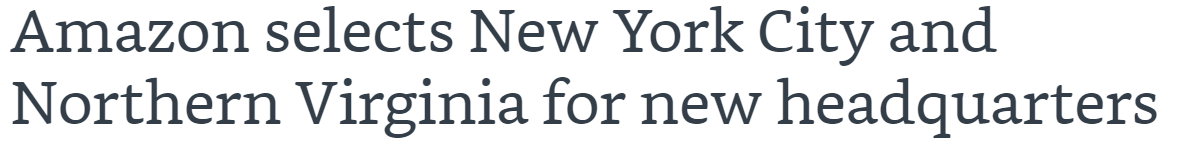 Amazon selects New York City and
Northern Virginia for new headquarters